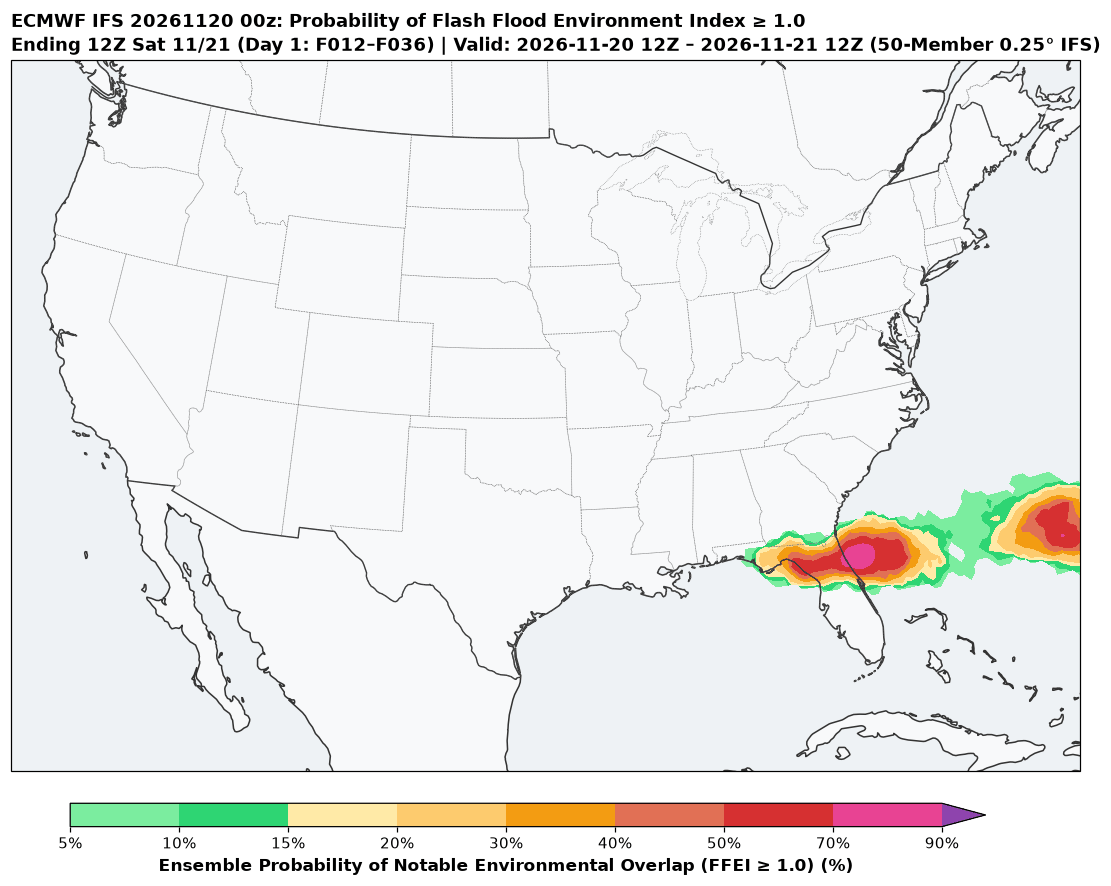 ECMWF IFS 20261120 00z: Probability of Flash Flood Environment Index ≥ 1.0
Ending 12Z Sat 11/21 (Day 1: F012–F036) | Valid: 2026-11-20 12Z – 2026-11-21 12Z (50-Member 0.25° IFS)
5% 10% 15% 20% 30% 40% 50% 70% 90%
Ensemble Probability of Notable Environmental Overlap (FFEI ≥ 1.0) (%)